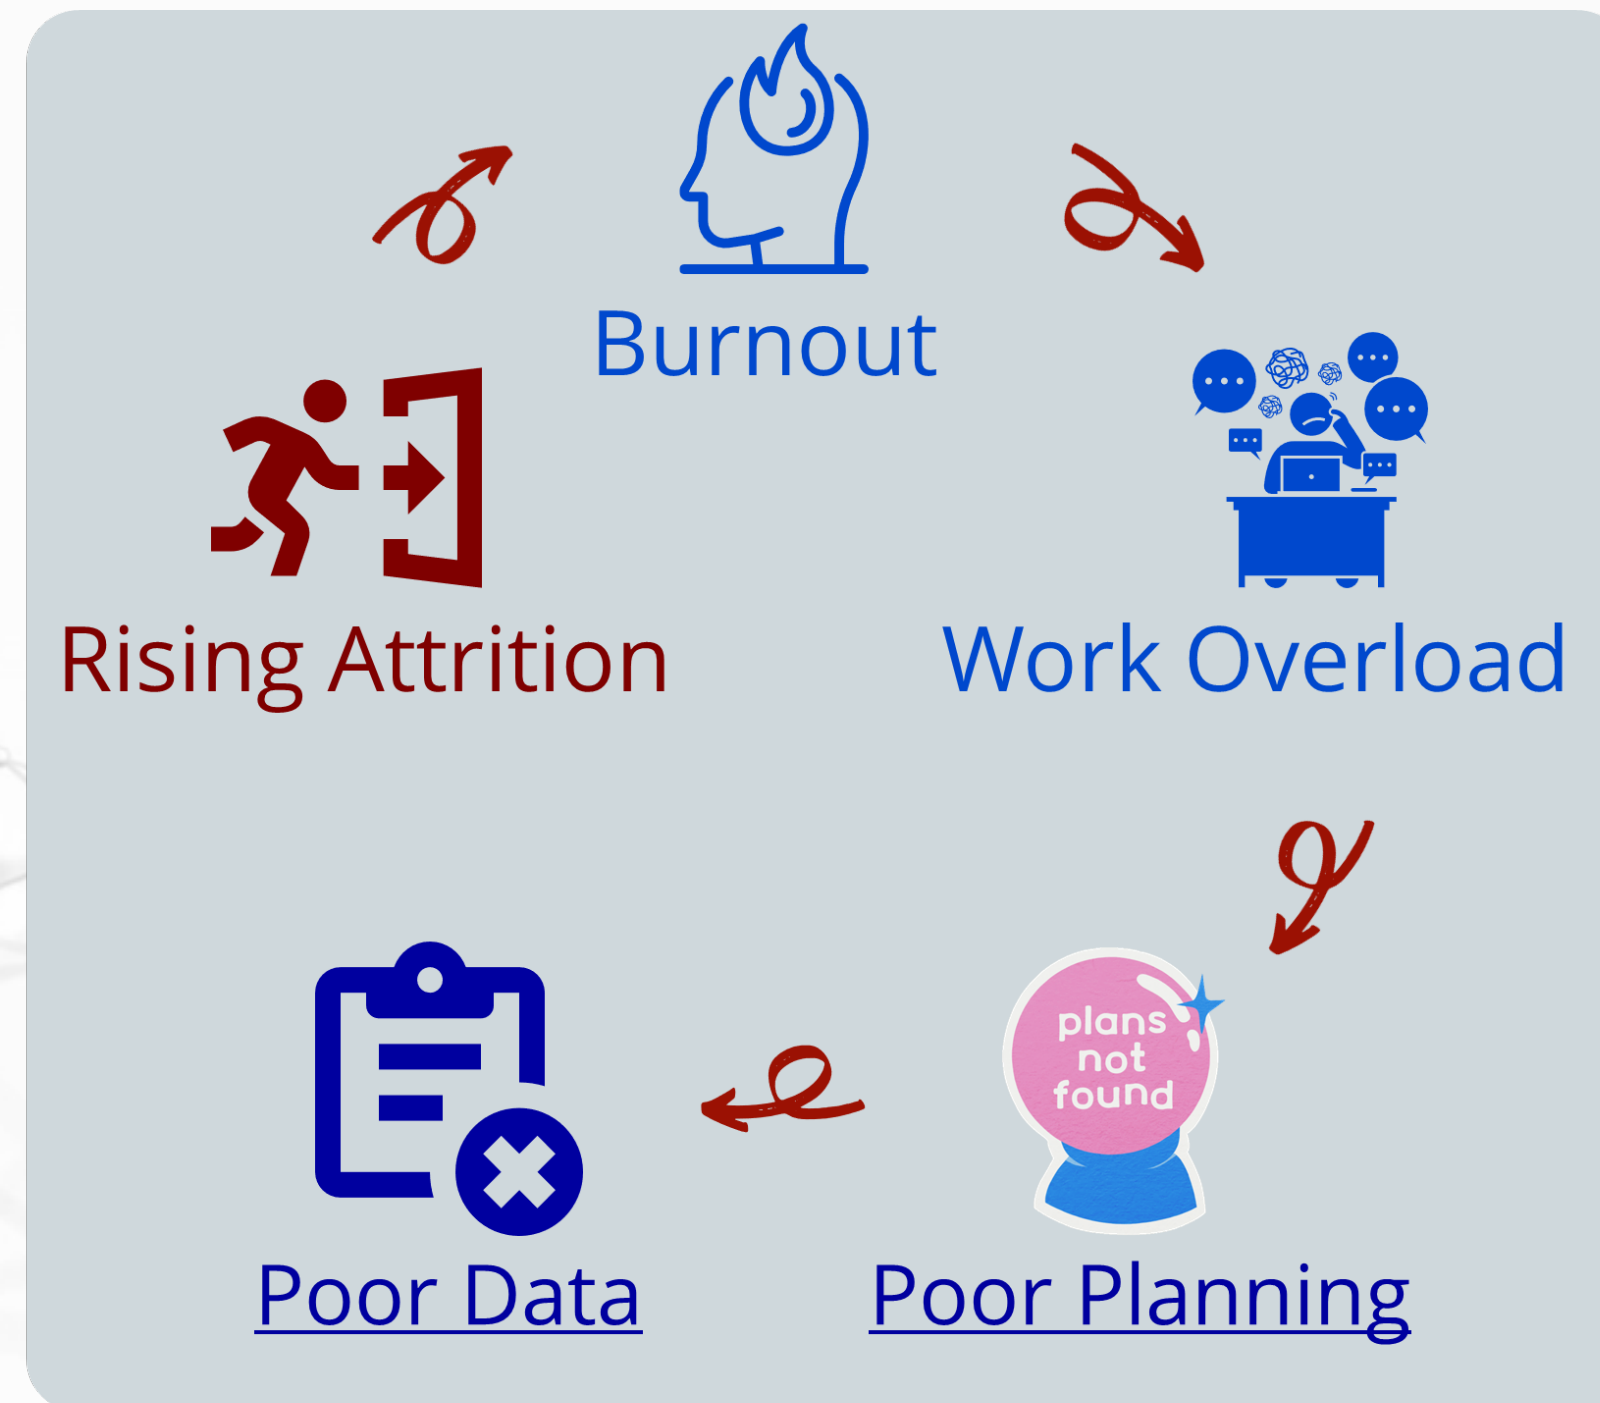 Burnout
Rising Attrition
Work Overload
plans
not
found
Poor Data
Poor Planning